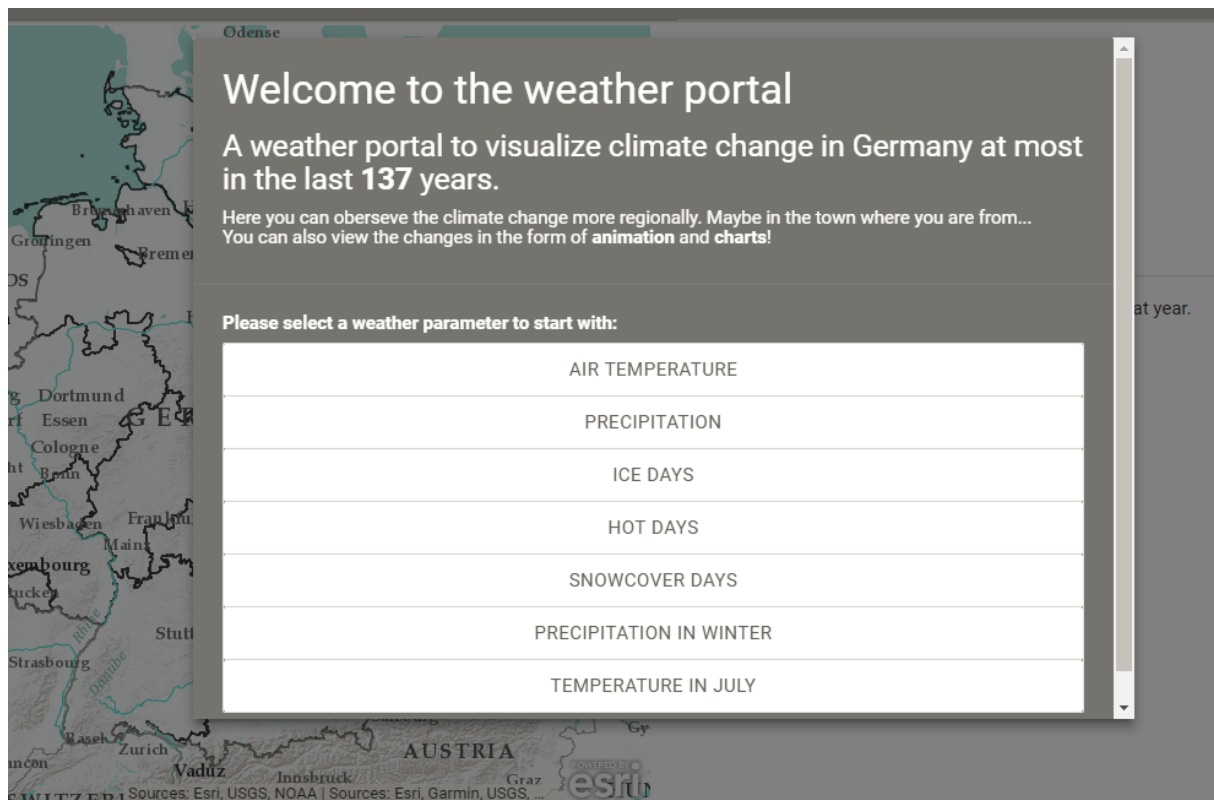 Odense
Welcome to the weather portal
A weather portal to visualize climate change in Germany at most
in the last 137 years.
Here you can oberseve the climate change more regionally. Maybe in the town where you are from...
You can also view the changes in the form of animation and charts!
Please select a weather parameter to start with:
AIR TEMPERATURE
PRECIPITATION
ICE DAYS
HOT DAYS
SNOWCOVER DAYS
PRECIPITATION IN WINTER
TEMPERATURE IN JULY
at year.
Bremerhaven
Groningen
Bremen
Dortmund
Essen
Cologne
Bonn
Wiesbaden
Mainz
Strasbourg
Rhine
Danube
Basel
Zurich
Vaduz
Innsbruck
AUSTRIA
Graz
POWERED BY
esri
Sources: Esri, USGS, NOAA | Sources: Esri, Garmin, USGS, ...